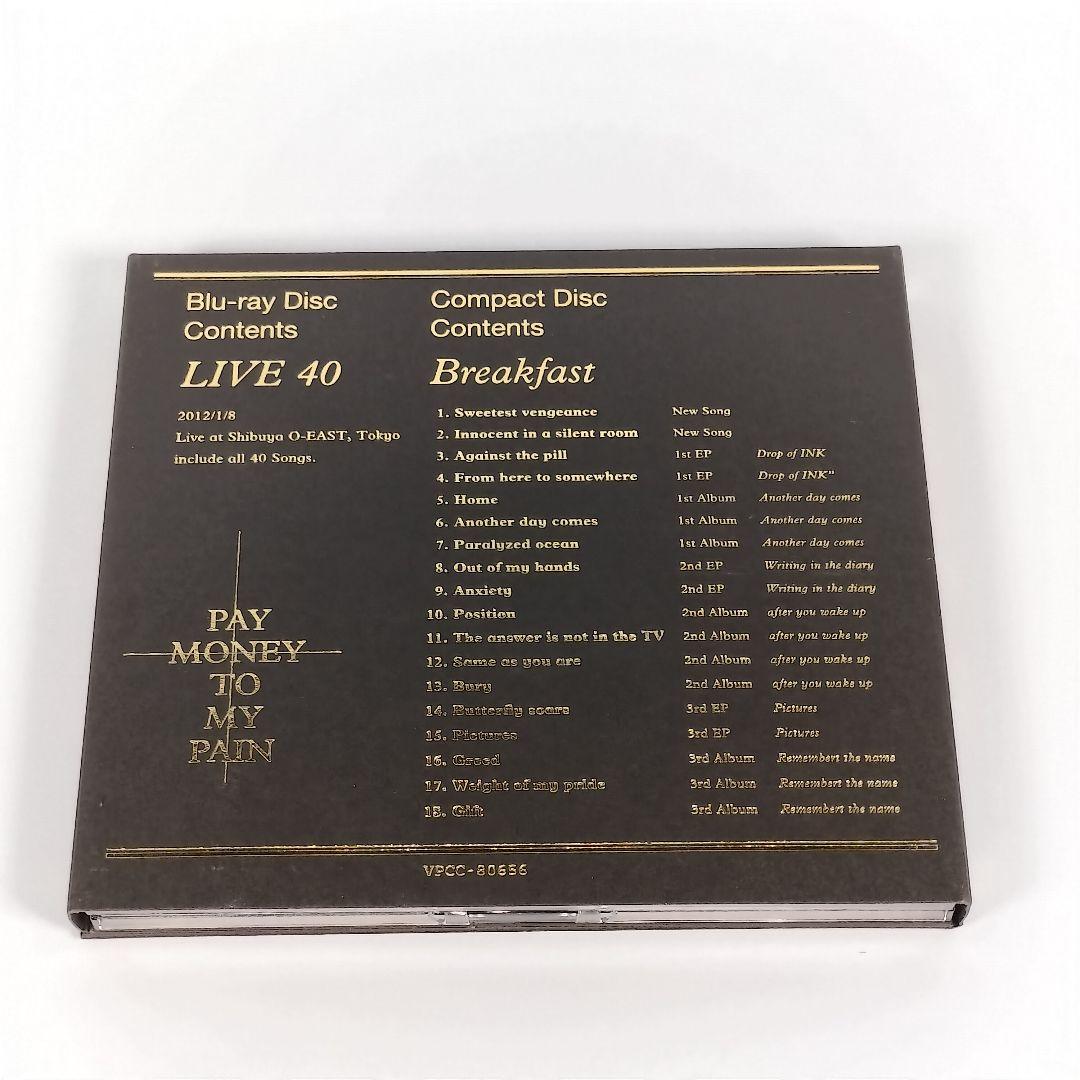 Blu-ray Disc
Contents
LIVE 40
2012/1/8
Live at Shibuya O-EAST, Tokyo
include all 40 Songs.
PAY
MONEY
TO
MY
PAIN
Compact Disc
Contents
Breakfast
1. Sweetest vengeance New Song
2. Innocent in a silent room New Song
3. Against the pill 1st EP Drop of INK
4. From here to somewhere 1st EP Drop of INK"
5. Home 1st Album Another day comes
6. Another day comes 1st Album Another day comes
7. Paralyzed ocean 1st Album Another day comes
8. Out of my hands 2nd EP Writing in the diary
9. Anxiety 2nd EP Writing in the diary
10. Position 2nd Album after you wake up
11. The answer is not in the TV 2nd Album after you wake up
12. Same as you are 2nd Album after you wake up
13. Bury 2nd Album after you wake up
14. Butterfly scars 3rd EP Pictures
15. Pictures 3rd EP Pictures
16. Greed 3rd Album Remembert the name
17. Weight of my pride 3rd Album Remembert the name
18. Gift 3rd Album Remembert the name
VPCC-80656